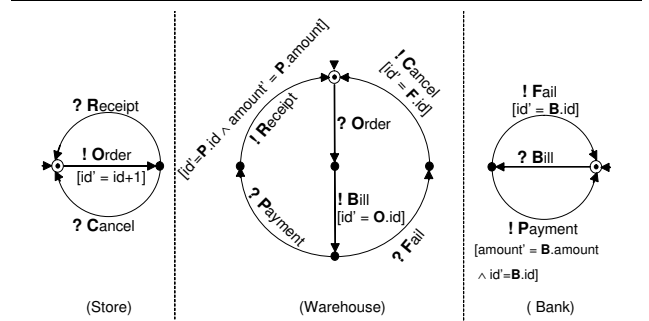 ? Receipt
! Order
[id' = id+1]
? Cancel
(Store)
[id'=P.id ∧ amount' = P.amount]
! Receipt
! Cancel
[id' = F.id]
? Order
! Bill
[id' = O.id]
? Payment
? Fail
(Warehouse)
! Fail
[id' = B.id]
? Bill
! Payment
[amount' = B.amount
∧ id'=B.id]
( Bank)